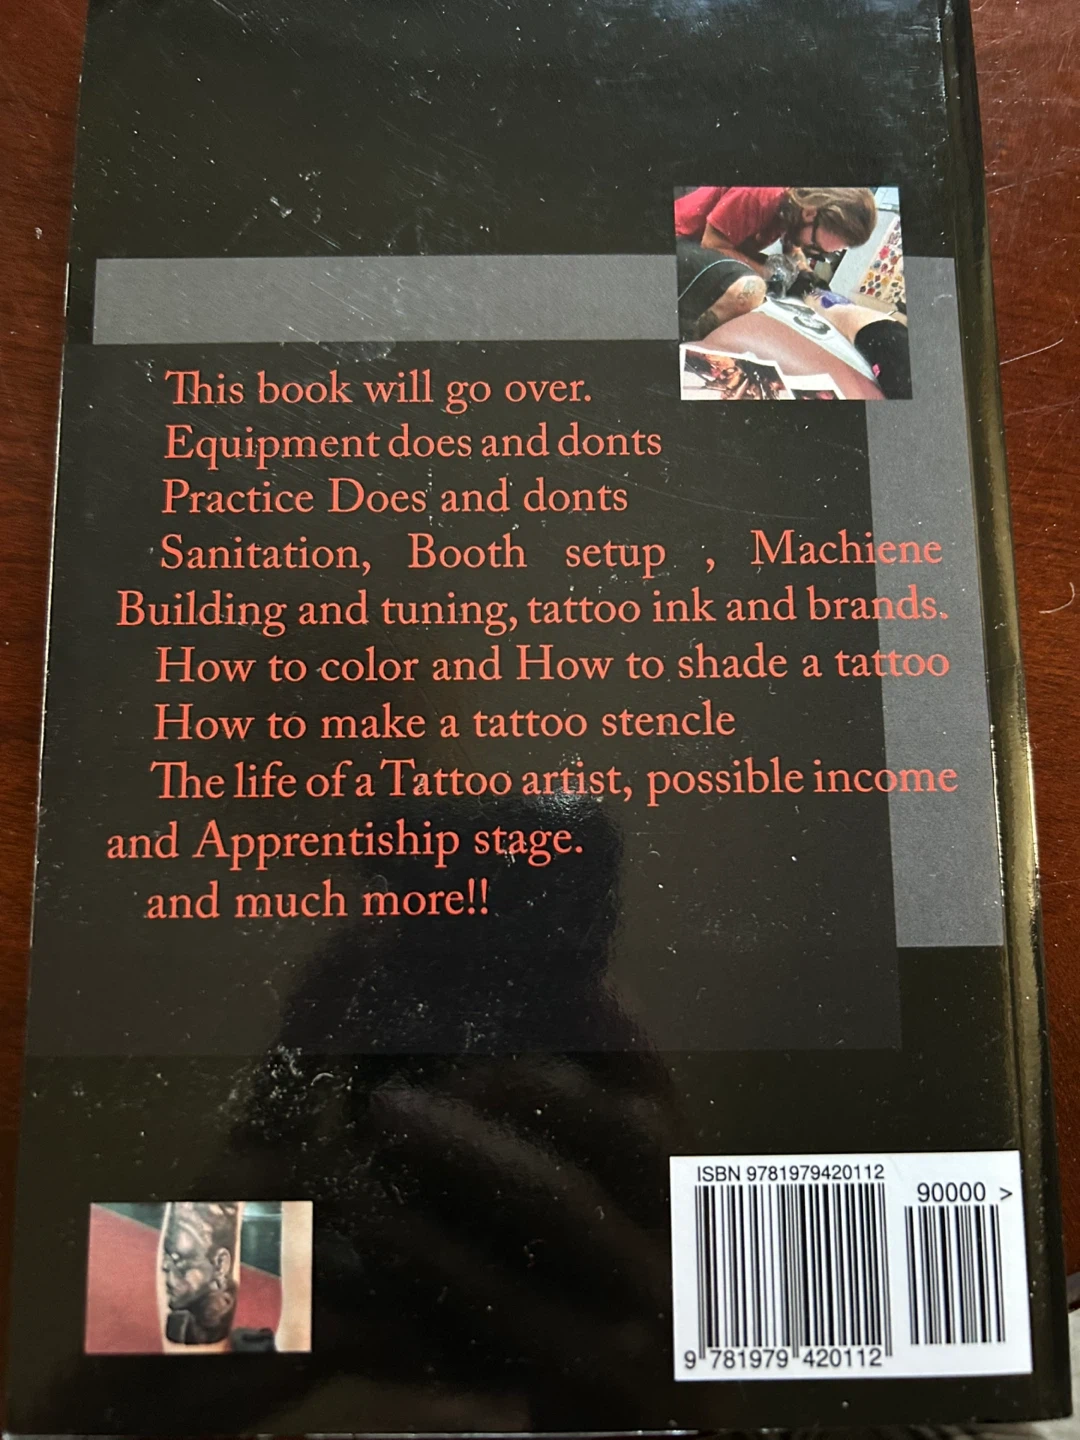 This book will go over.
Equipment does and donts
Practice Does and donts
Sanitation, Booth setup , Machiene
Building and tuning, tattoo ink and brands.
How to color and How to shade a tattoo
How to make a tattoo stencle
The life of a Tattoo artist, possible income
and Apprentiship stage.
and much more!!
ISBN 9781979420112
90000 >
9 781979 420112